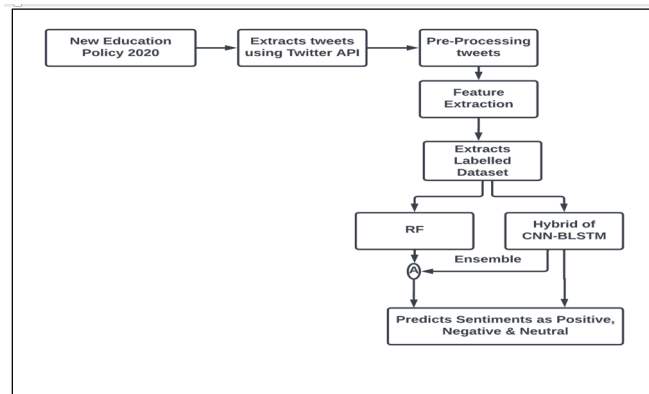 New Education
Policy 2020
Extracts tweets
using Twitter API
Pre-Processing
tweets
Feature
Extraction
Extracts
Labelled
Dataset
RF
Hybrid of
CNN-BLSTM
Ensemble
A
Predicts Sentiments as Positive,
Negative & Neutral